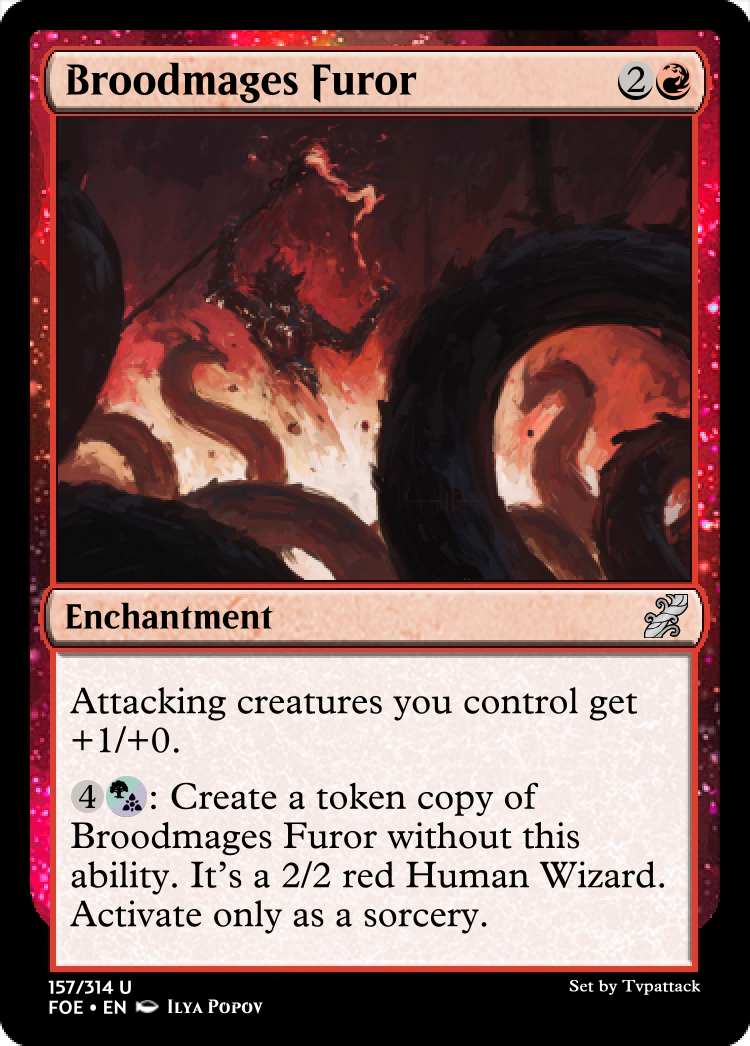 Broodmages Furor 2
Enchantment
Attacking creatures you control get
+1/+0.
4 : Create a token copy of
Broodmages Furor without this
ability. It's a 2/2 red Human Wizard.
Activate only as a sorcery.
157/314 U
Set by Tvpattack
FOE • EN Ilya Popov